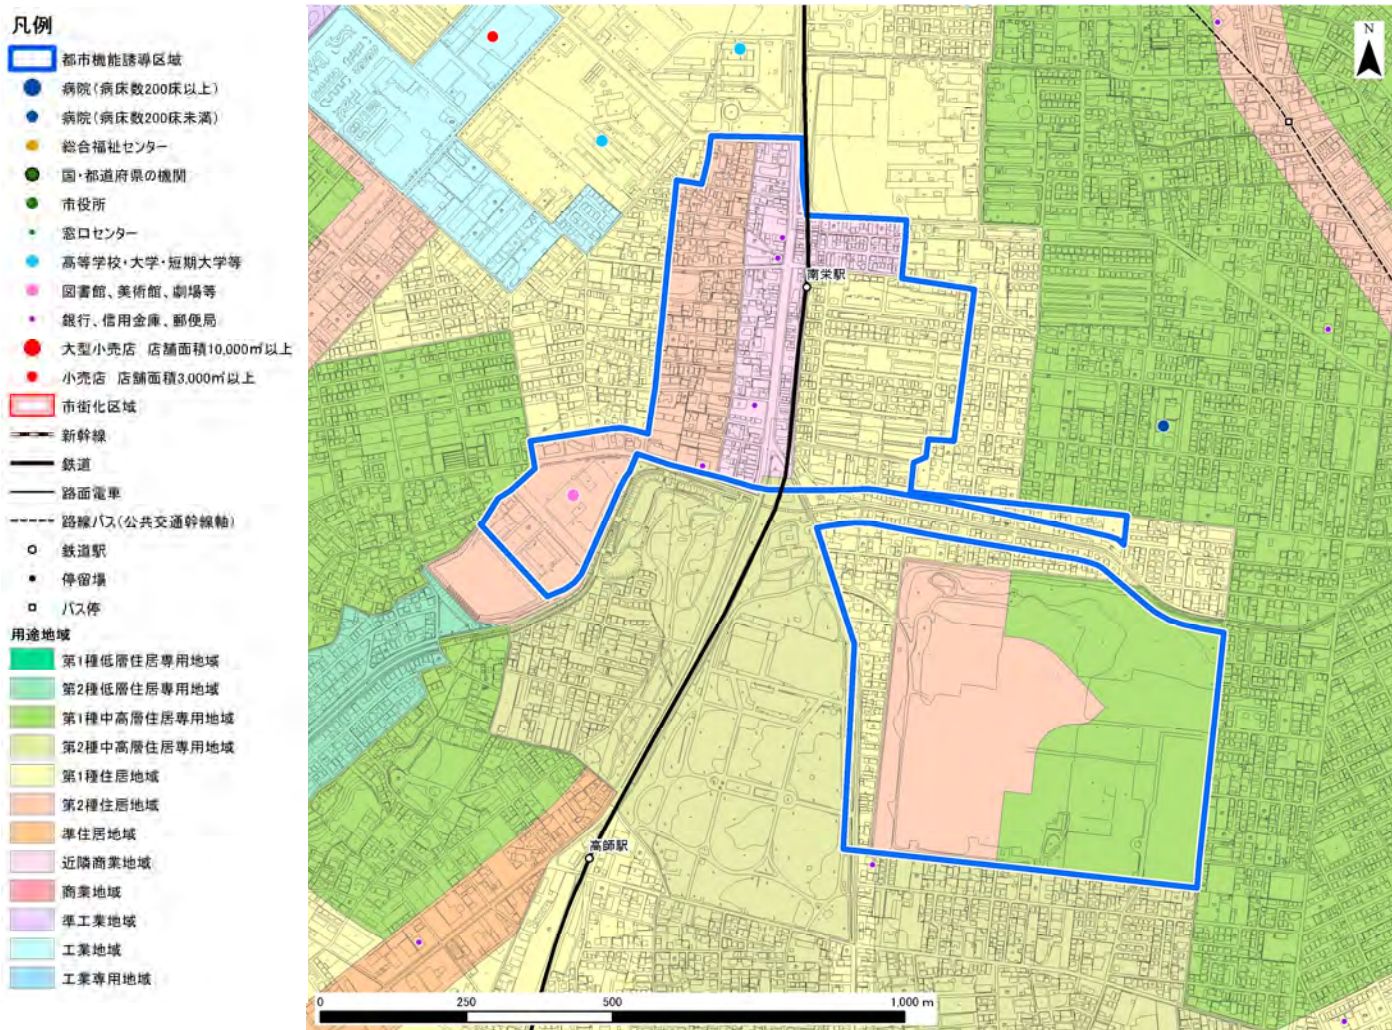 凡例
都市機能誘導区域
病院(病床数200床以上)
病院(病床数200床未満)
総合福祉センター
国・都道府県の機関
市役所
窓口センター
高等学校・大学・短期大学等
図書館、美術館、劇場等
銀行、信用金庫、郵便局
大型小売店 店舗面積10,000㎡以上
小売店 店舗面積3,000㎡以上
市街化区域
新幹線
鉄道
路面電車
路線バス(公共交通幹線軸)
鉄道駅
停留場
バス停
用途地域
第1種低層住居専用地域
第2種低層住居専用地域
第1種中高層住居専用地域
第2種中高層住居専用地域
第1種住居地域
第2種住居地域
準住居地域
近隣商業地域
商業地域
準工業地域
工業地域
工業専用地域
N
南栄駅
高師駅
0 250 500 1,000 m